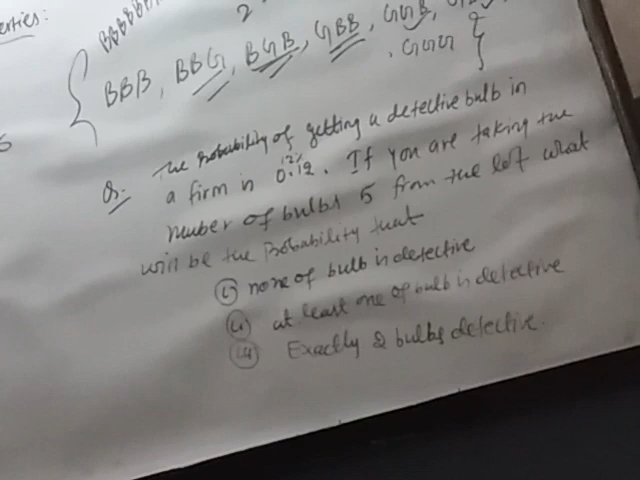 erties:
BBBBBB
2
{ BBB, BBG, BGB, GBB, GGB,
. GGG }
Q:- The Probability of getting a defective bulb in
12%
a firm is 0.12. If you are taking the
number of bulbs 5 from the lot what
will be the Probability that
(i) none of bulb is defective
(ii) at least one of bulb is defective
(iii) Exactly 2 bulbs defective.